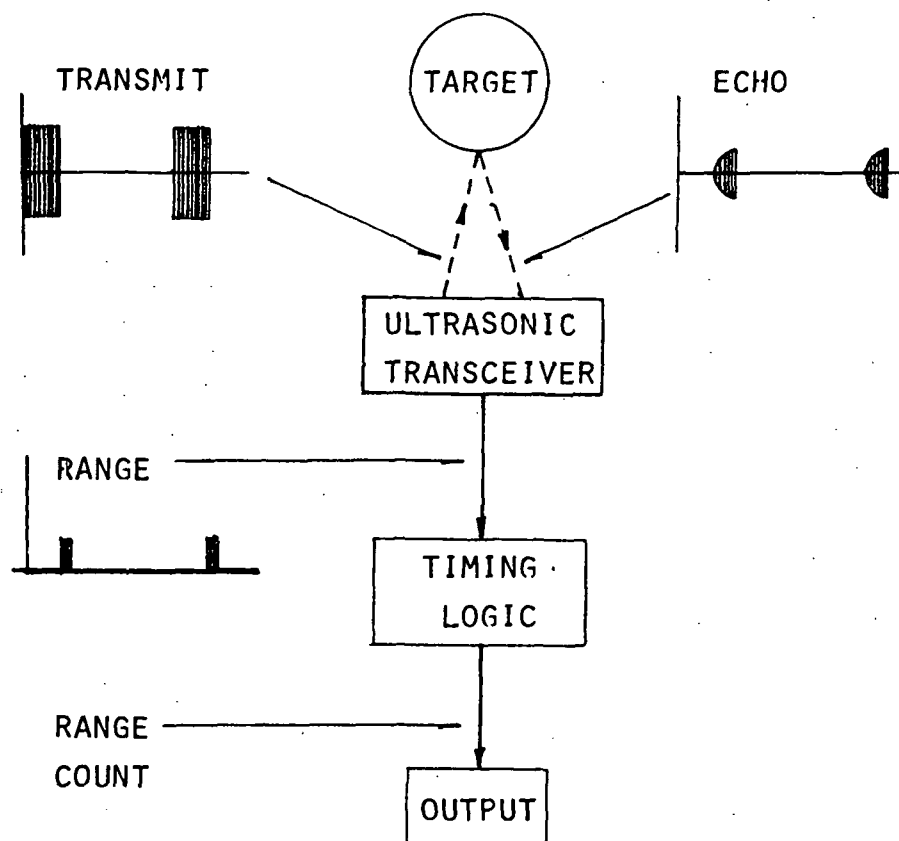 TRANSMIT
TARGET
ECHO
ULTRASONIC
TRANSCEIVER
RANGE
TIMING
LOGIC
RANGE
COUNT
OUTPUT